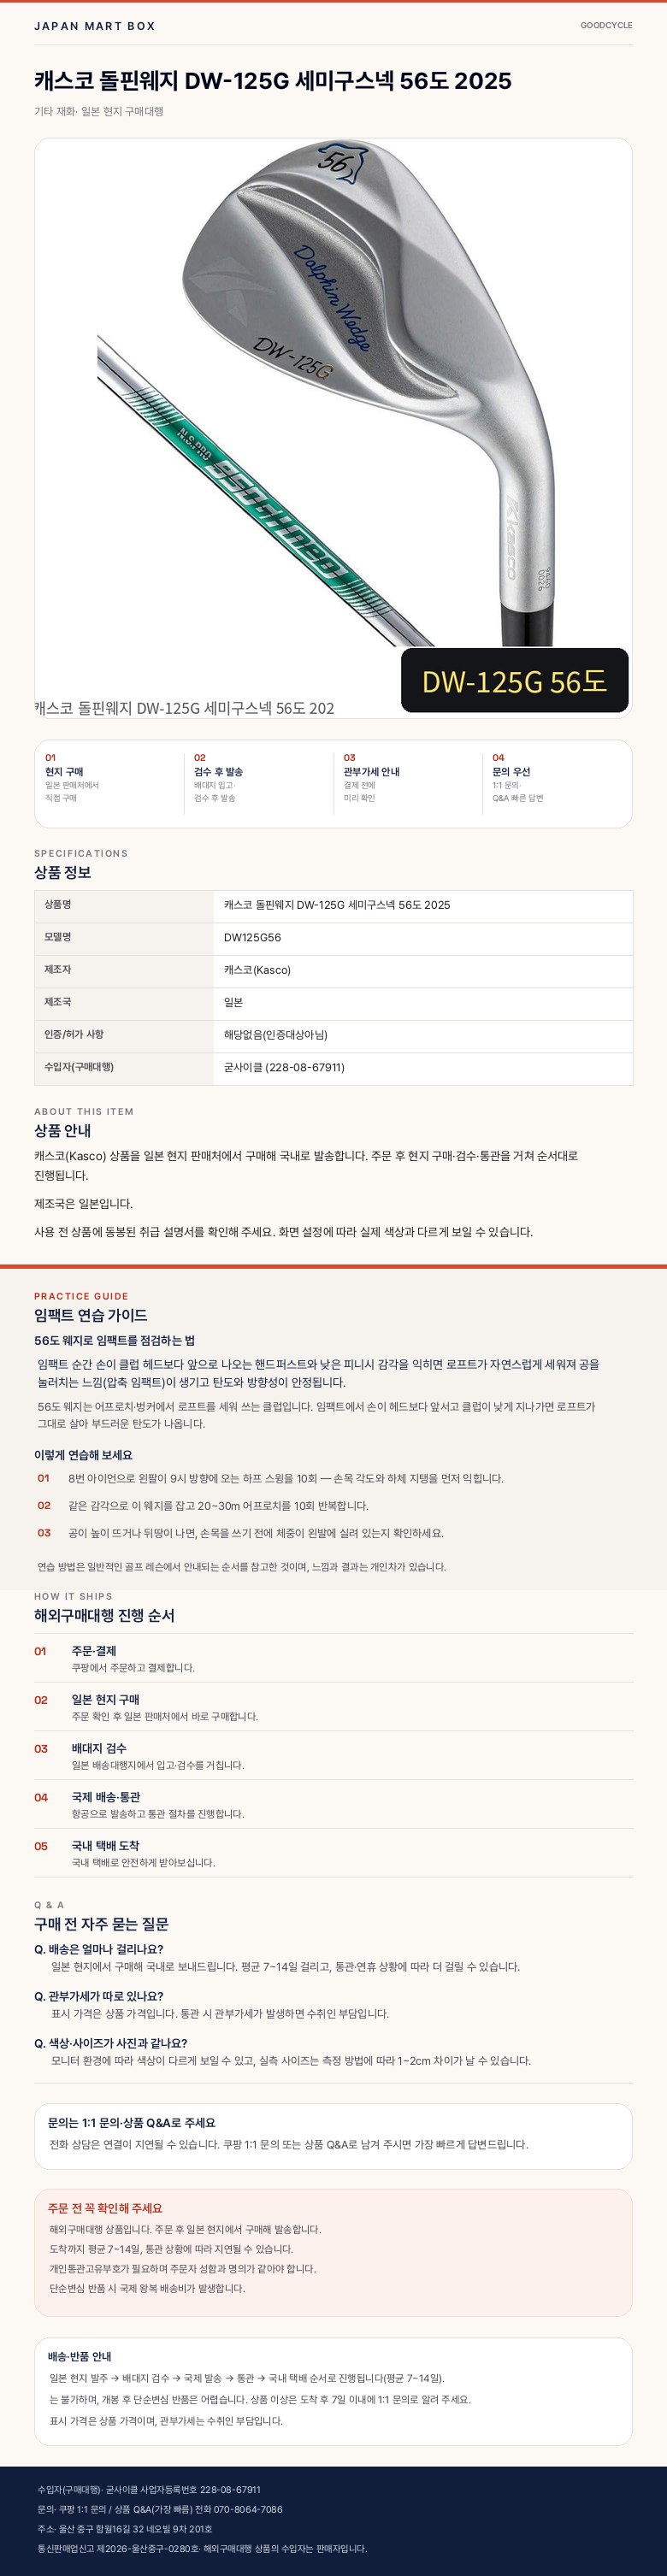 JAPAN MART BOX
GOODCYCLE
캐스코 돌핀웨지 DW-125G 세미구스넥 56도 2025
기타 재화· 일본 현지 구매대행
56
Dolphin Wedge
DW-125G
N.S.PRO
950GH neo
Kasco
DW-125G 56도
캐스코 돌핀웨지 DW-125G 세미구스넥 56도 202
01
현지 구매
일본 판매처에서
직접 구매
02
검수 후 발송
배대지 입고·
검수 후 발송
03
관부가세 안내
결제 전에
미리 확인
04
문의 우선
1:1 문의·
Q&A 빠른 답변
SPECIFICATIONS
상품 정보
상품명 캐스코 돌핀웨지 DW-125G 세미구스넥 56도 2025
모델명 DW125G56
제조자 캐스코(Kasco)
제조국 일본
인증/허가 사항 해당없음(인증대상아님)
수입자(구매대행) 굳사이클 (228-08-67911)
ABOUT THIS ITEM
상품 안내
캐스코(Kasco) 상품을 일본 현지 판매처에서 구매해 국내로 발송합니다. 주문 후 현지 구매·검수·통관을 거쳐 순서대로
진행됩니다.
제조국은 일본입니다.
사용 전 상품에 동봉된 취급 설명서를 확인해 주세요. 화면 설정에 따라 실제 색상과 다르게 보일 수 있습니다.
PRACTICE GUIDE
임팩트 연습 가이드
56도 웨지로 임팩트를 점검하는 법
임팩트 순간 손이 클럽 헤드보다 앞으로 나오는 핸드퍼스트와 낮은 피니시 감각을 익히면 로프트가 자연스럽게 세워져 공을
눌러치는 느낌(압축 임팩트)이 생기고 탄도와 방향성이 안정됩니다.
56도 웨지는 어프로치·벙커에서 로프트를 세워 쓰는 클럽입니다. 임팩트에서 손이 헤드보다 앞서고 클럽이 낮게 지나가면 로프트가
그대로 살아 부드러운 탄도가 나옵니다.
이렇게 연습해 보세요
01 8번 아이언으로 왼팔이 9시 방향에 오는 하프 스윙을 10회 — 손목 각도와 하체 지탱을 먼저 익힙니다.
02 같은 감각으로 이 웨지를 잡고 20~30m 어프로치를 10회 반복합니다.
03 공이 높이 뜨거나 뒤땅이 나면, 손목을 쓰기 전에 체중이 왼발에 실려 있는지 확인하세요.
연습 방법은 일반적인 골프 레슨에서 안내되는 순서를 참고한 것이며, 느낌과 결과는 개인차가 있습니다.
HOW IT SHIPS
해외구매대행 진행 순서
01 주문·결제
쿠팡에서 주문하고 결제합니다.
02 일본 현지 구매
주문 확인 후 일본 판매처에서 바로 구매합니다.
03 배대지 검수
일본 배송대행지에서 입고·검수를 거칩니다.
04 국제 배송·통관
항공으로 발송하고 통관 절차를 진행합니다.
05 국내 택배 도착
국내 택배로 안전하게 받아보십니다.
Q & A
구매 전 자주 묻는 질문
Q. 배송은 얼마나 걸리나요?
일본 현지에서 구매해 국내로 보내드립니다. 평균 7~14일 걸리고, 통관·연휴 상황에 따라 더 걸릴 수 있습니다.
Q. 관부가세가 따로 있나요?
표시 가격은 상품 가격입니다. 통관 시 관부가세가 발생하면 수취인 부담입니다.
Q. 색상·사이즈가 사진과 같나요?
모니터 환경에 따라 색상이 다르게 보일 수 있고, 실측 사이즈는 측정 방법에 따라 1~2cm 차이가 날 수 있습니다.
문의는 1:1 문의·상품 Q&A로 주세요
전화 상담은 연결이 지연될 수 있습니다. 쿠팡 1:1 문의 또는 상품 Q&A로 남겨 주시면 가장 빠르게 답변드립니다.
주문 전 꼭 확인해 주세요
해외구매대행 상품입니다. 주문 후 일본 현지에서 구매해 발송합니다.
도착까지 평균 7~14일, 통관 상황에 따라 지연될 수 있습니다.
개인통관고유부호가 필요하며 주문자 성함과 명의가 같아야 합니다.
단순변심 반품 시 국제 왕복 배송비가 발생합니다.
배송·반품 안내
일본 현지 발주 → 배대지 검수 → 국제 발송 → 통관 → 국내 택배 순서로 진행됩니다(평균 7~14일).
는 불가하며, 개봉 후 단순변심 반품은 어렵습니다. 상품 이상은 도착 후 7일 이내에 1:1 문의로 알려 주세요.
표시 가격은 상품 가격이며, 관부가세는 수취인 부담입니다.
수입자(구매대행)· 굳사이클 사업자등록번호 228-08-67911
문의· 쿠팡 1:1 문의 / 상품 Q&A(가장 빠름) 전화 070-8064-7086
주소· 울산 중구 함월16길 32 네오빌 9차 201호
통신판매업신고 제2026-울산중구-0280호· 해외구매대행 상품의 수입자는 판매자입니다.